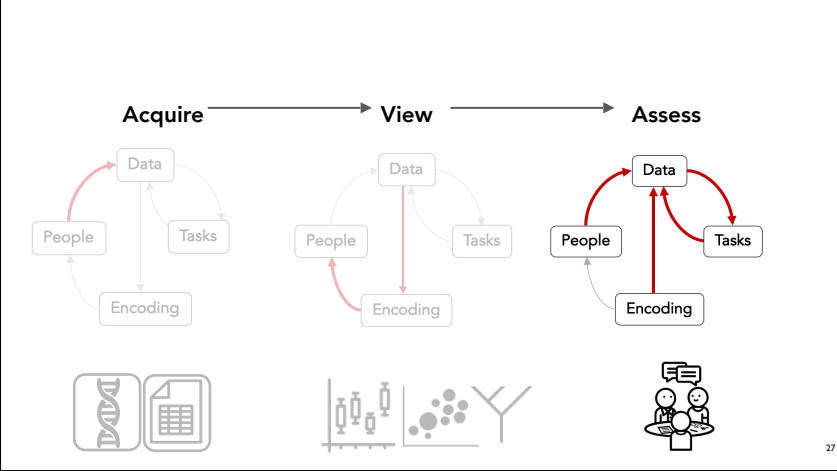 Acquire
View
Assess
Data
People
Tasks
Encoding
Data
People
Tasks
Encoding
Data
People
Tasks
Encoding
27